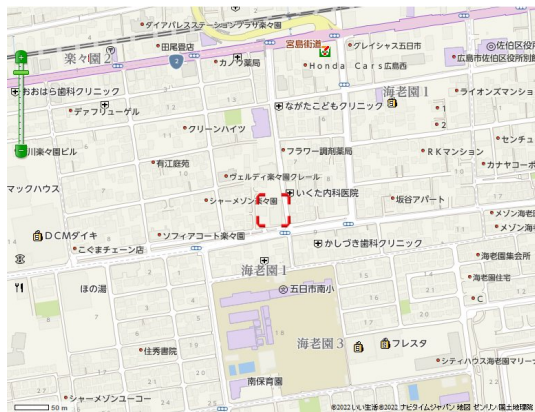 ダイアパレスステーションプラザ楽々園
宮島街道
グレイシャス五日市
佐伯区役所
田尾畳店
楽々園2
2
カノウ薬局
Honda Cars広島西
広島市佐伯区役所別館
おおはら歯科クリニック
海老園1
ライオンズマンション
デァフリューゲル
ながたこどもクリニック
1
グリーンハイツ
2
センチュ
川楽々園ビル
フラワー調剤薬局
RKマンション
有江庭苑
カナヤコーポ
ヴェルディ楽々園クレール
マックハウス
シャーメゾン楽々園
いくた内科医院
坂谷アパート
メゾン海老園
DCMダイキ
ソフィアコート楽々園
メゾン海老
こぐまチェーン店
かしづき歯科クリニック
海老園集会所
海老園1
海老園住宅
ほの湯
五日市南小
C
18
海老園3
フレスタ
住秀書院
シティハウス海老園マリー
南保育園
シャーメゾンユーコー
50 m
©2022 いい生活©2022 ナビタイムジャパン 地図 ゼンリン/国土地理院